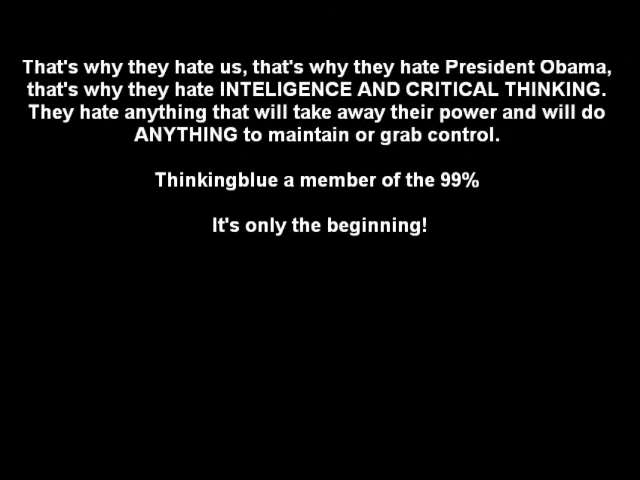 That's why they hate us, that's why they hate President Obama,
that's why they hate INTELIGENCE AND CRITICAL THINKING.
They hate anything that will take away their power and will do
ANYTHING to maintain or grab control.
Thinkingblue a member of the 99%
It's only the beginning!